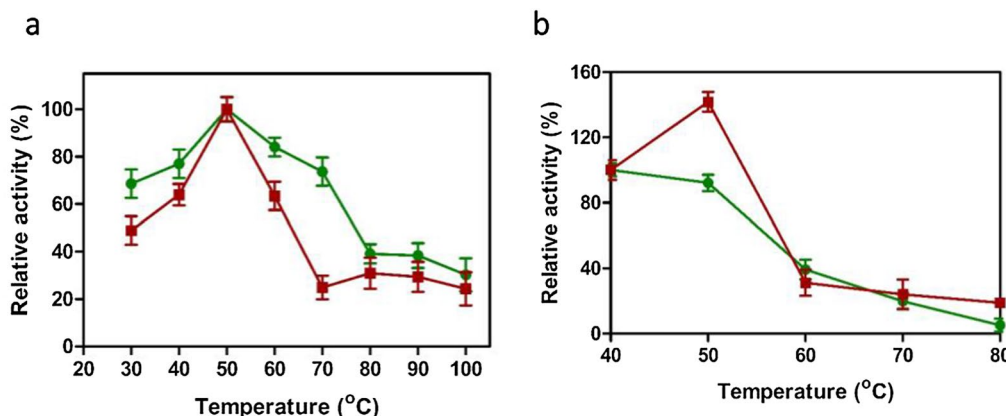 a
b
Relative activity (%)
100
80
60
40
20
0
20 30 40 50 60 70 80 90 100
Temperature (°C)
Relative activity (%)
160
120
80
40
0
40 50 60 70 80
Temperature (°C)